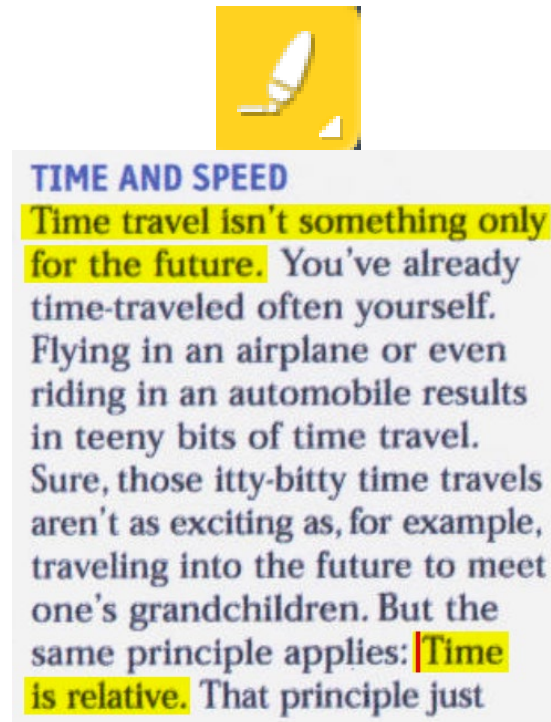 TIME AND SPEED
Time travel isn't something only
for the future. You've already
time-traveled often yourself.
Flying in an airplane or even
riding in an automobile results
in teeny bits of time travel.
Sure, those itty-bitty time travels
aren't as exciting as, for example,
traveling into the future to meet
one's grandchildren. But the
same principle applies: Time
is relative. That principle just